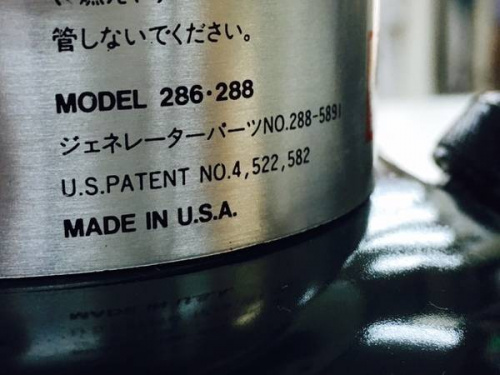 管しないでください。
MODEL 286・288
ジェネレーターパーツNO.288-5891
U.S.PATENT NO.4,522,582
MADE IN U.S.A.